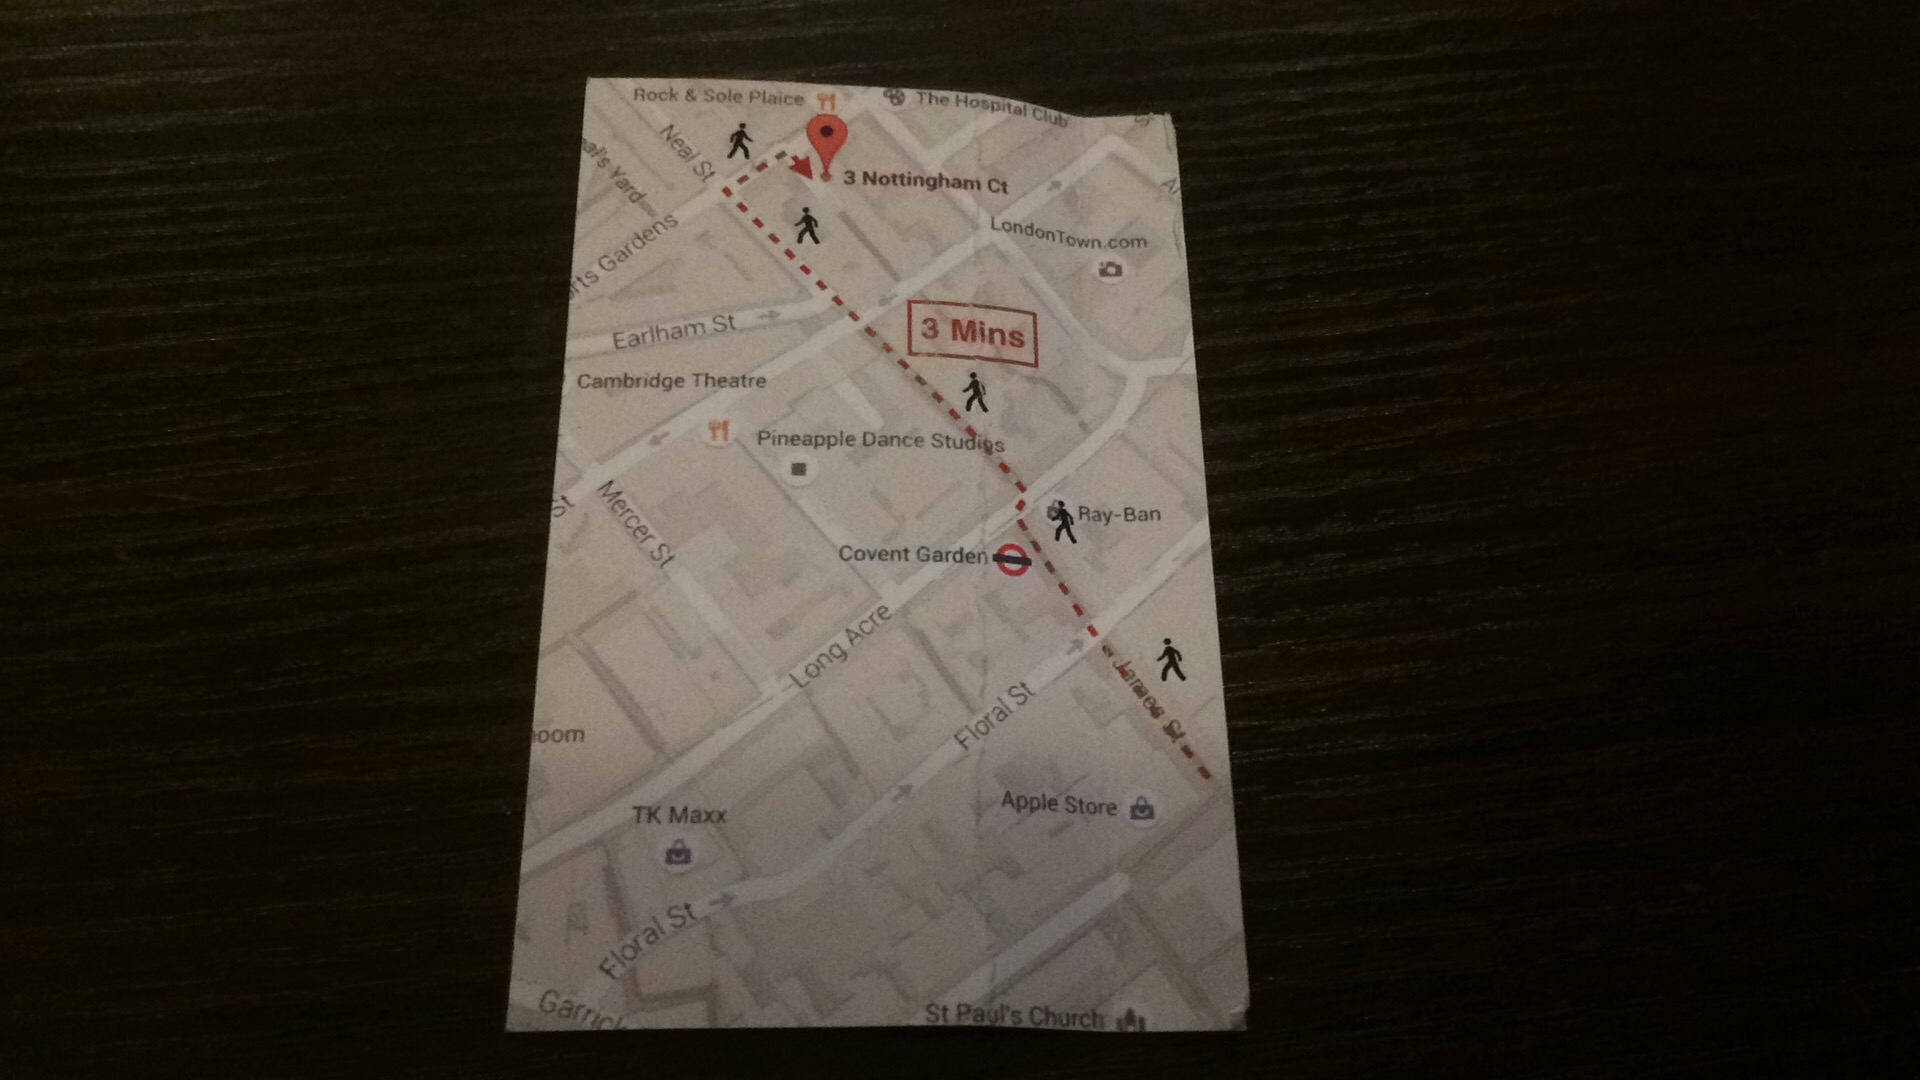 Rock & Sole Plaice
The Hospital Club
Neal St
al's Yard
3 Nottingham Ct
LondonTown.com
rts Gardens
3 Mins
Earlham St
Cambridge Theatre
Pineapple Dance Studios
St
Mercer St
Ray-Ban
Covent Garden
Long Acre
James St
Floral St
oom
Apple Store
TK Maxx
Floral St
Garrick
St Paul's Church